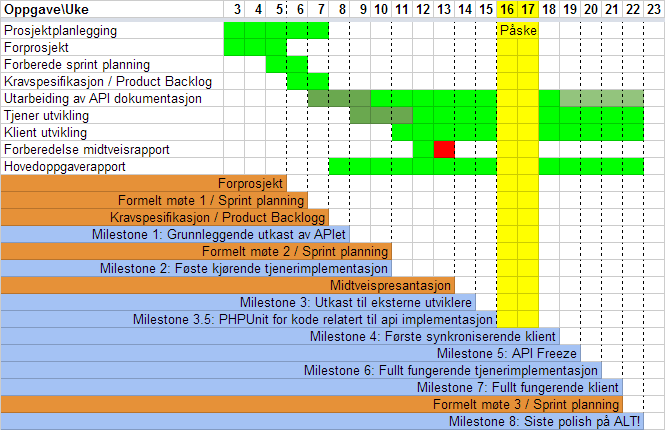 Oppgave\Uke 3 4 5 6 7 8 9 10 11 12 13 14 15 16 17 18 19 20 21 22 23
Prosjektplanlegging Påske
Forprosjekt
Forberede sprint planning
Kravspesifikasjon / Product Backlog
Utarbeiding av API dokumentasjon
Tjener utvikling
Klient utvikling
Forberedelse midtveisrapport
Hovedoppgaverapport
Forprosjekt
Formelt møte 1 / Sprint planning
Kravspesifikasjon / Product Backlogg
Milestone 1: Grunnleggende utkast av APIet
Formelt møte 2 / Sprint planning
Milestone 2: Føste kjørende tjenerimplementasjon
Midtveispresantasjon
Milestone 3: Utkast til eksterne utviklere
Milestone 3.5: PHPUnit for kode relatert til api implementasjon
Milestone 4: Første synkroniserende klient
Milestone 5: API Freeze
Milestone 6: Fullt fungerende tjenerimplementasjon
Milestone 7: Fullt fungerende klient
Formelt møte 3 / Sprint planning
Milestone 8: Siste polish på ALT!